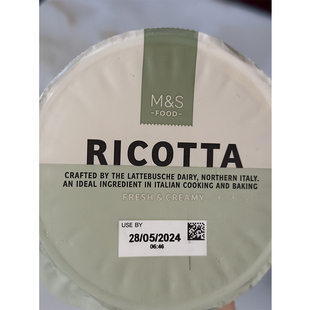 M&S
-FOOD-
RICOTTA
CRAFTED BY THE LATTEBUSCHE DAIRY, NORTHERN ITALY.
AN IDEAL INGREDIENT IN ITALIAN COOKING AND BAKING
FRESH & CREAMY
USE BY
28/05/2024
06:46